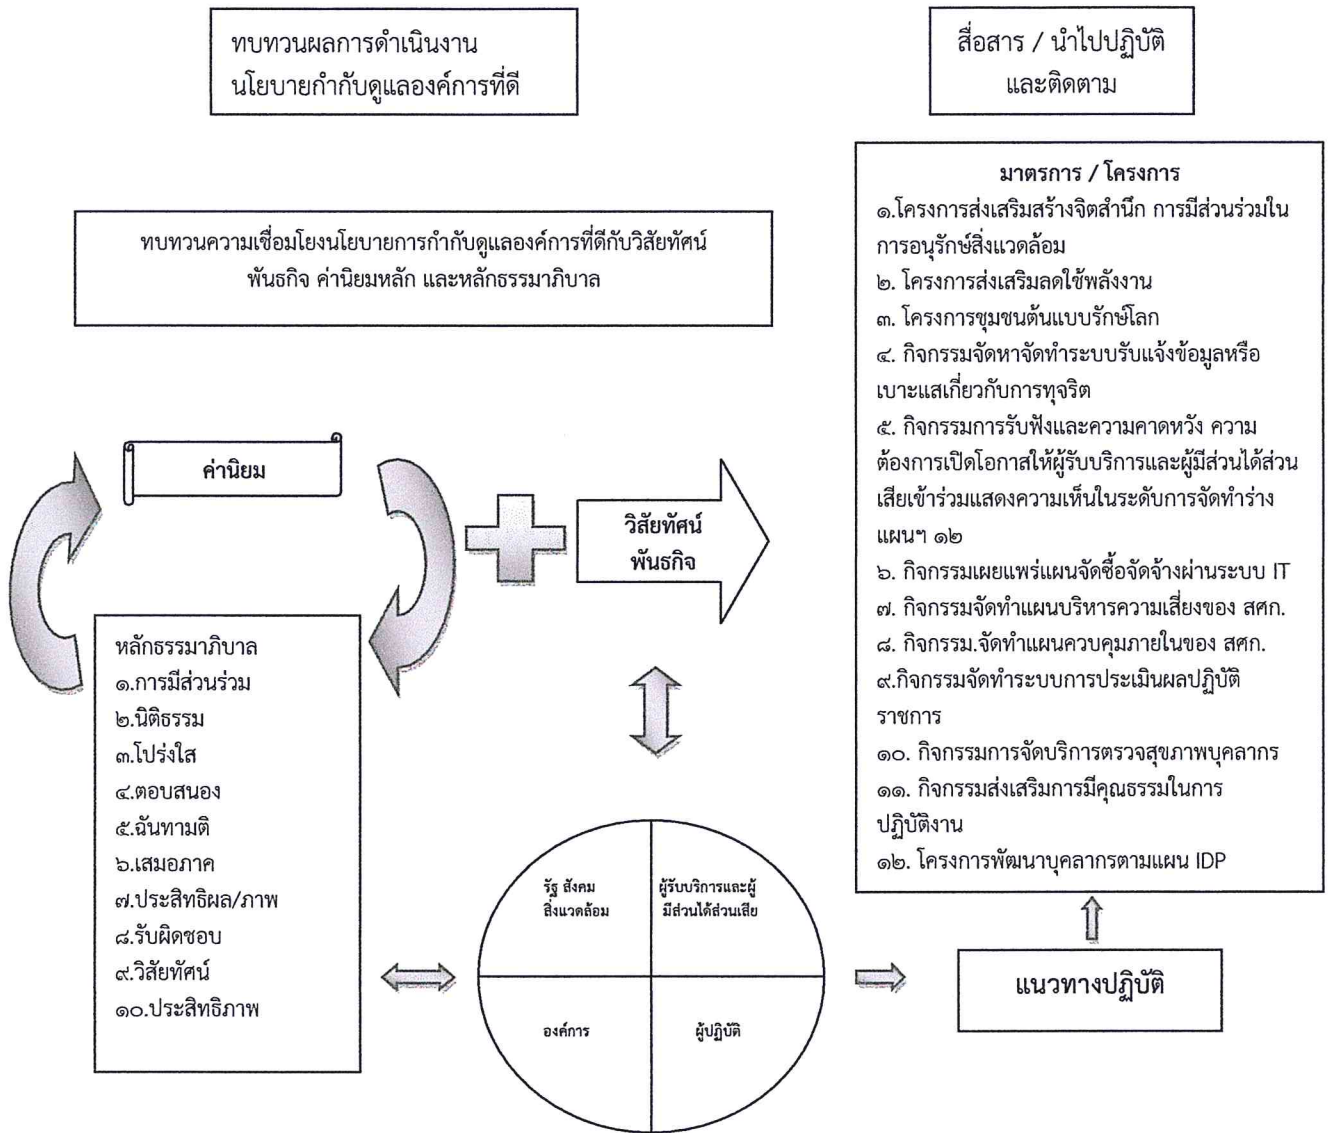 ทบทวนผลการดำเนินงาน
นโยบายกำกับดูแลองค์การที่ดี
สื่อสาร / นำไปปฏิบัติ
และติดตาม
ทบทวนความเชื่อมโยงนโยบายการกำกับดูแลองค์การที่ดีกับวิสัยทัศน์
พันธกิจ ค่านิยมหลัก และหลักธรรมาภิบาล
ค่านิยม
วิสัยทัศน์
พันธกิจ
หลักธรรมาภิบาล
๑.การมีส่วนร่วม
๒.นิติธรรม
๓.โปร่งใส
๔.ตอบสนอง
๕.ฉันทามติ
๖.เสมอภาค
๗.ประสิทธิผล/ภาพ
๘.รับผิดชอบ
๙.วิสัยทัศน์
๑๐.ประสิทธิภาพ
รัฐ สังคม
สิ่งแวดล้อม
ผู้รับบริการและผู้
มีส่วนได้ส่วนเสีย
องค์การ
ผู้ปฏิบัติ
มาตรการ / โครงการ
๑.โครงการส่งเสริมสร้างจิตสำนึก การมีส่วนร่วมใน
การอนุรักษ์สิ่งแวดล้อม
๒. โครงการส่งเสริมลดใช้พลังงาน
๓. โครงการชุมชนต้นแบบรักษ์โลก
๔. กิจกรรมจัดหาจัดทำระบบรับแจ้งข้อมูลหรือ
เบาะแสเกี่ยวกับการทุจริต
๕. กิจกรรมการรับฟังและความคาดหวัง ความ
ต้องการเปิดโอกาสให้ผู้รับบริการและผู้มีส่วนได้ส่วน
เสียเข้าร่วมแสดงความเห็นในระดับการจัดทำร่าง
แผนฯ ๑๒
๖. กิจกรรมเผยแพร่แผนจัดซื้อจัดจ้างผ่านระบบ IT
๗. กิจกรรมจัดทำแผนบริหารความเสี่ยงของ สศก.
๘. กิจกรรม.จัดทำแผนควบคุมภายในของ สศก.
๙.กิจกรรมจัดทำระบบการประเมินผลปฏิบัติ
ราชการ
๑๐. กิจกรรมการจัดบริการตรวจสุขภาพบุคลากร
๑๑. กิจกรรมส่งเสริมการมีคุณธรรมในการ
ปฏิบัติงาน
๑๒. โครงการพัฒนาบุคลากรตามแผน IDP
แนวทางปฏิบัติ